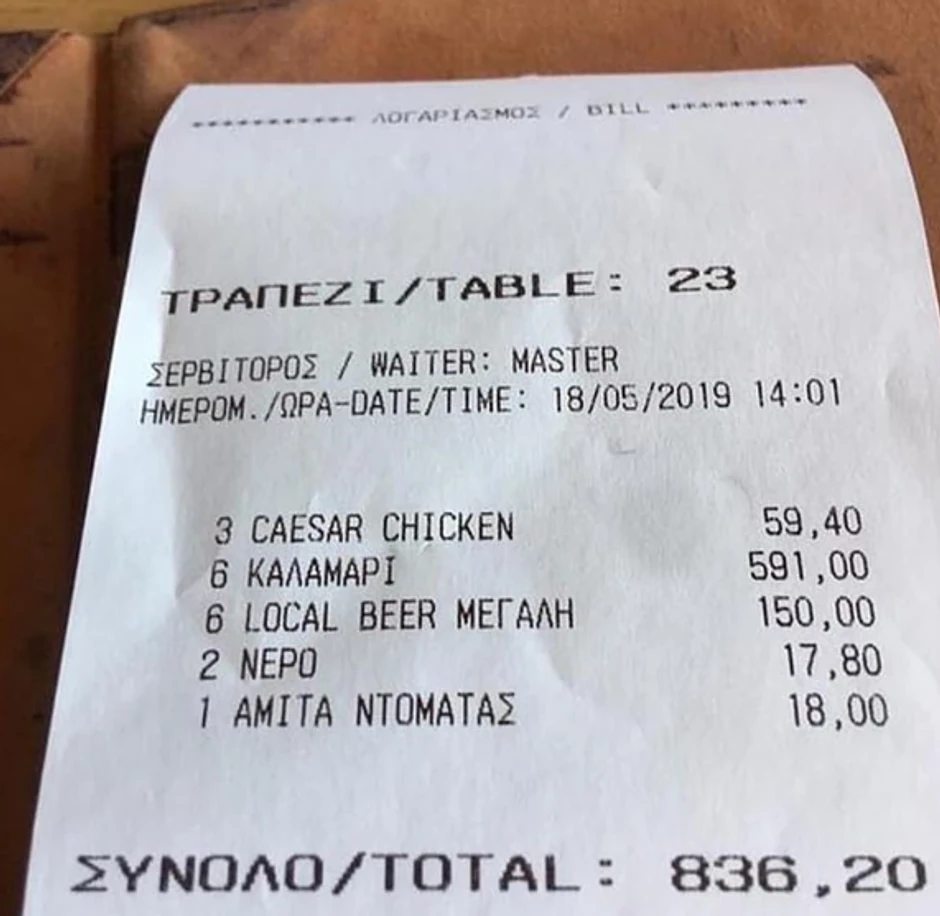 *********** ΛΟΓΑΡΙΑΣΜΟΣ / BILL *********
ΤΡΑΠΕΖΙ/TABLE: 23
ΣΕΡΒΙΤΟΡΟΣ / WAITER: MASTER
ΗΜΕΡΟΜ./ΩΡΑ-DATE/TIME: 18/05/2019 14:01
3 CAESAR CHICKEN 59,40
6 ΚΑΛΑΜΑΡΙ 591,00
6 LOCAL BEER ΜΕΓΑΛΗ 150,00
2 ΝΕΡΟ 17,80
1 ΑΜΙΤΑ ΝΤΟΜΑΤΑΣ 18,00
ΣΥΝΟΛΟ/TOTAL: 836,20